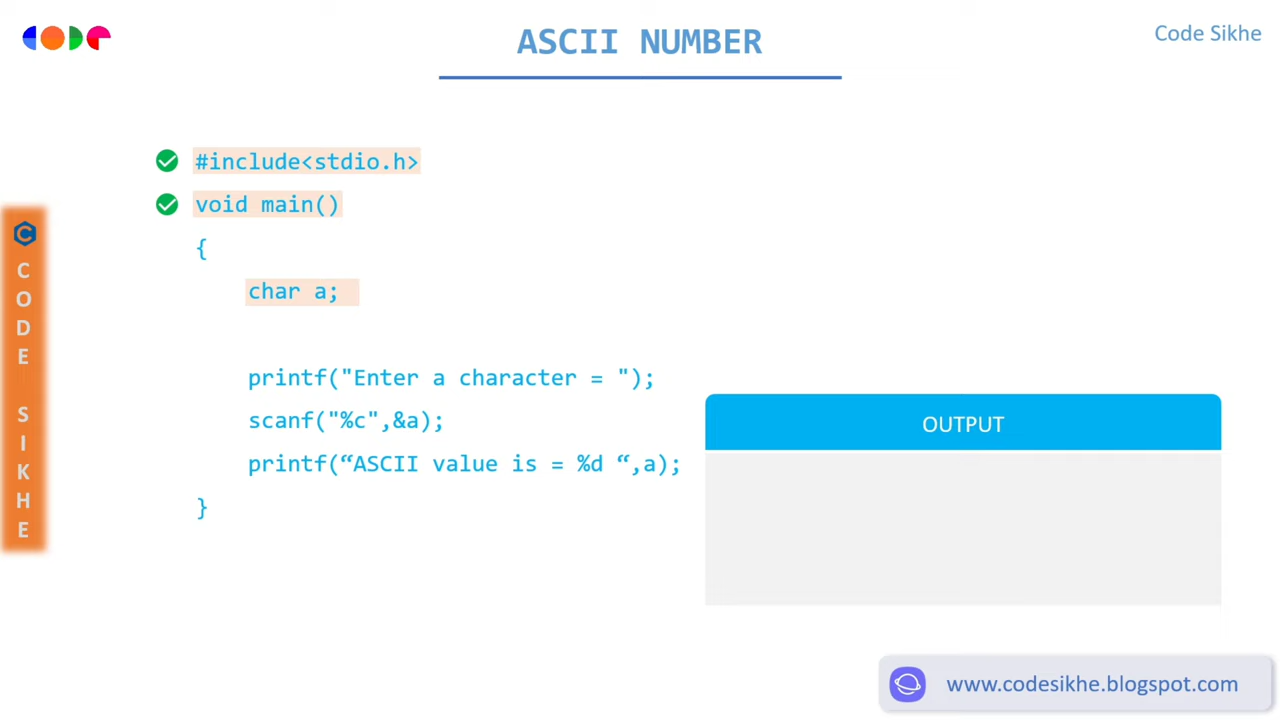 CODE
ASCII NUMBER
Code Sikhe
#include<stdio.h>
void main()
{
char a;
printf("Enter a character = ");
scanf("%c",&a);
printf(“ASCII value is = %d “,a);
}
OUTPUT
C
C
O
D
E
S
I
K
H
E
www.codesikhe.blogspot.com